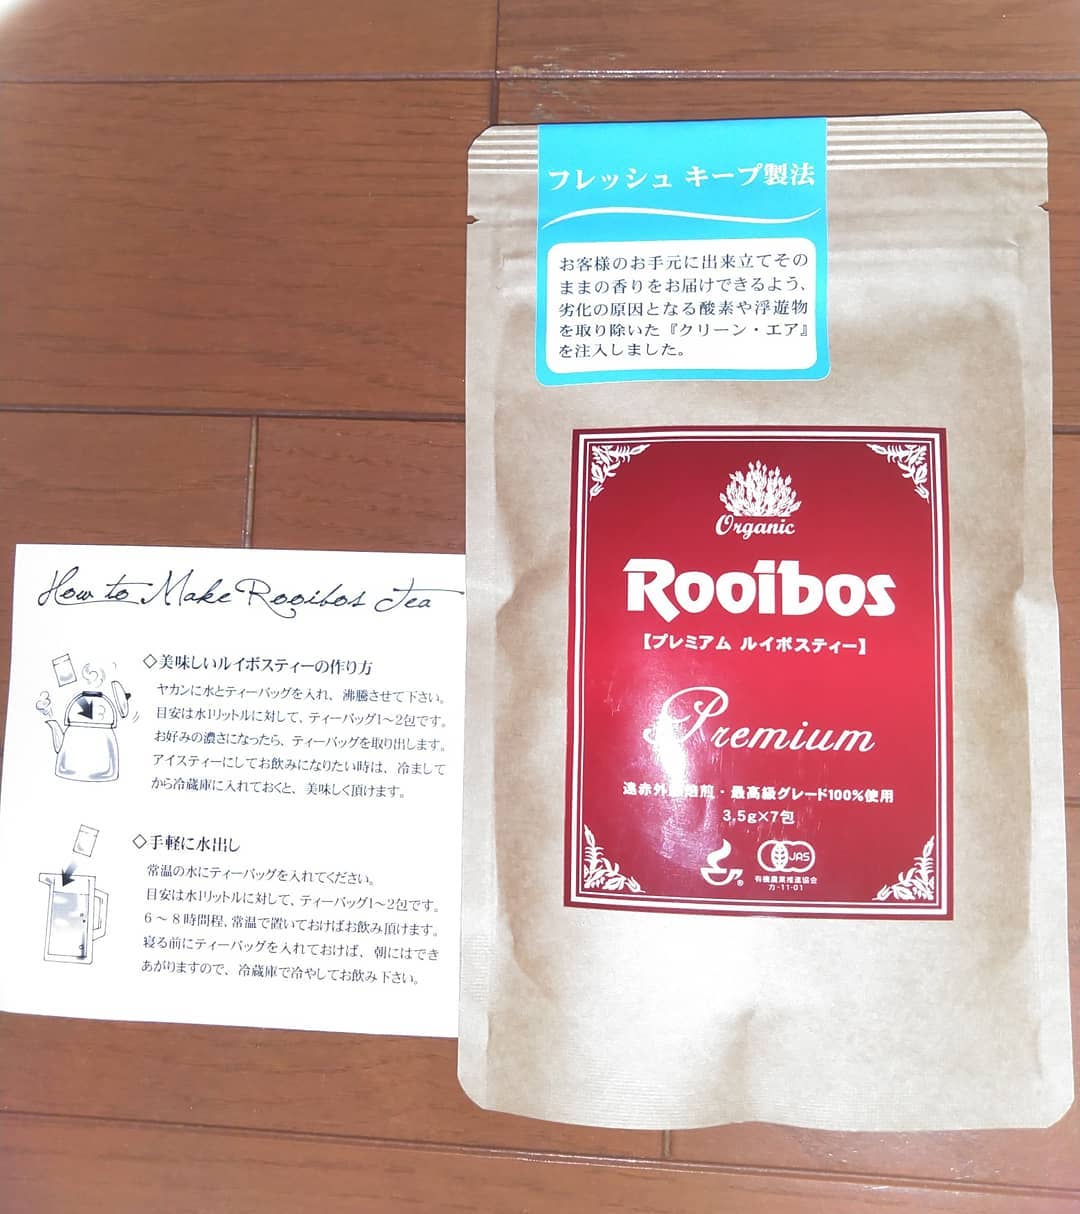 フレッシュ キープ製法
お客様のお手元に出来立てその
ままの香りをお届けできるよう、
劣化の原因となる酸素や浮遊物
を取り除いた『クリーン・エア』
を注入しました。
Organic
Rooibos
【プレミアム ルイボスティー】
Premium
遠赤外 焙煎・最高級グレード100%使用
3.5g×7包
JAS
有機農業推進協会
カ-11-01
How to Make Rooibos Tea
◇美味しいルイボスティーの作り方
ヤカンに水とティーバッグを入れ、沸騰させて下さい。
目安は水1リットルに対して、ティーバッグ1～2包です。
お好みの濃さになったら、ティーバッグを取り出します。
アイスティーにしてお飲みになりたい時は、冷まして
から冷蔵庫に入れておくと、美味しく頂けます。
◇手軽に水出し
常温の水にティーバッグを入れてください。
目安は水1リットルに対して、ティーバッグ1～2包です。
6～8時間程、常温で置いておけばお飲み頂けます。
寝る前にティーバッグを入れておけば、朝にはでき
あがりますので、冷蔵庫で冷やしてお飲み下さい。